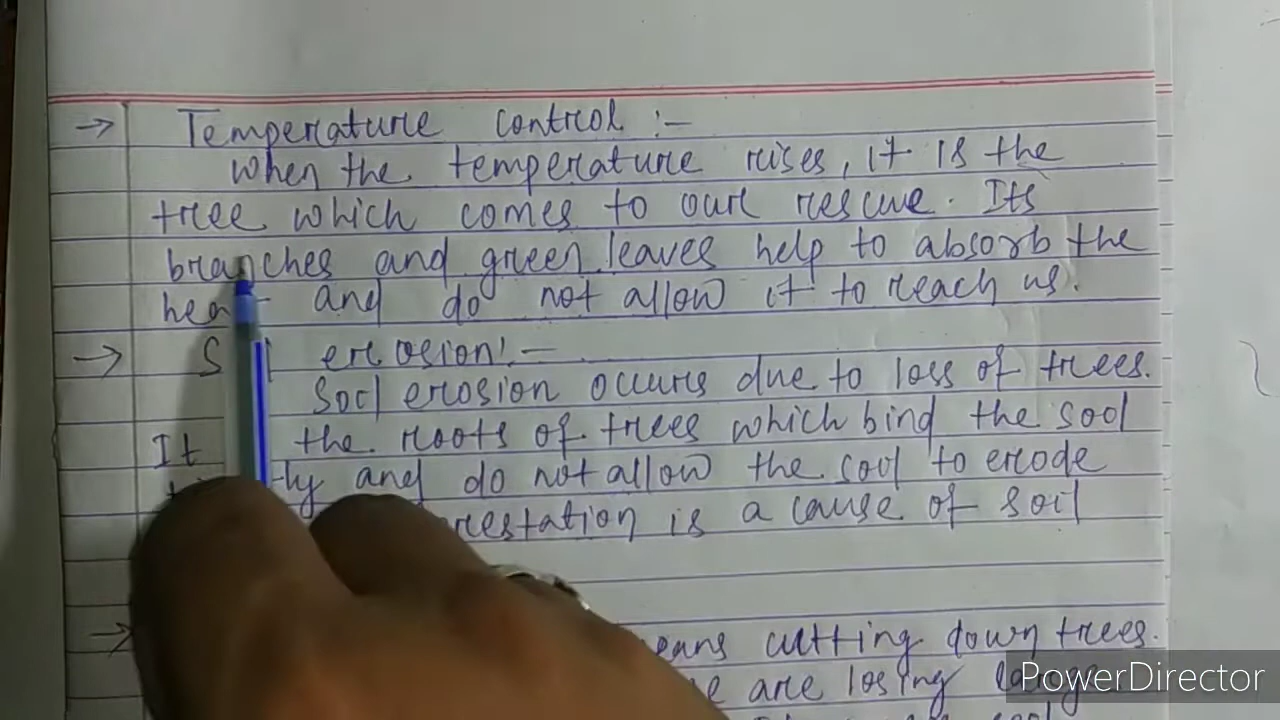 → Temperature control :-
When the temperature rises, it is the
tree which comes to our rescue. Its
branches and green leaves help to absorb the
and do not allow it to reach us.
→ erosion :-
Soil erosion occurs due to loss of trees.
It the roots of trees which bind the soil
and do not allow the soil to erode
is a cause of soil
→ cutting down trees.
are losing
PowerDirector